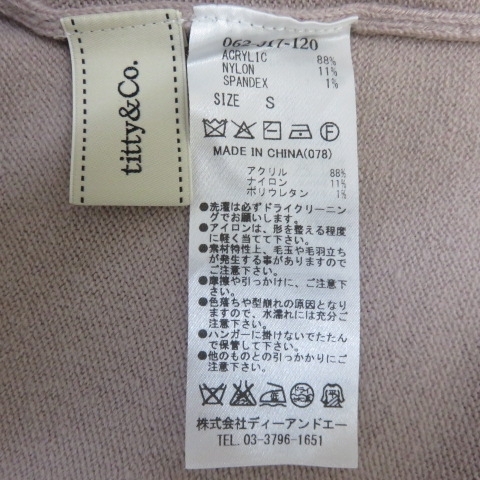 titty&Co.
062-317-120
ACRYLIC 88%
NYLON 11%
SPANDEX 1%
SIZE S
MADE IN CHINA(078)
アクリル 88%
ナイロン 11%
ポリウレタン 1%
●洗濯は必ずドライクリーニン
グでお願いします。
●アイロンは、形を整える程度
に軽く当てて下さい。
●素材特性上、毛玉や毛羽立ち
が発生する事がありますので
ご注意下さい。
●摩擦や引っかけに、ご注意
下さい。
●色落ちや型崩れの原因となり
ますので、水濡れには充分ご
注意下さい。
●ハンガーに掛けないでたたん
で保管して下さい。
●他のものとの引っかかりにご
注意下さい。
株式会社ディーアンドエー
TEL. 03-3796-1651